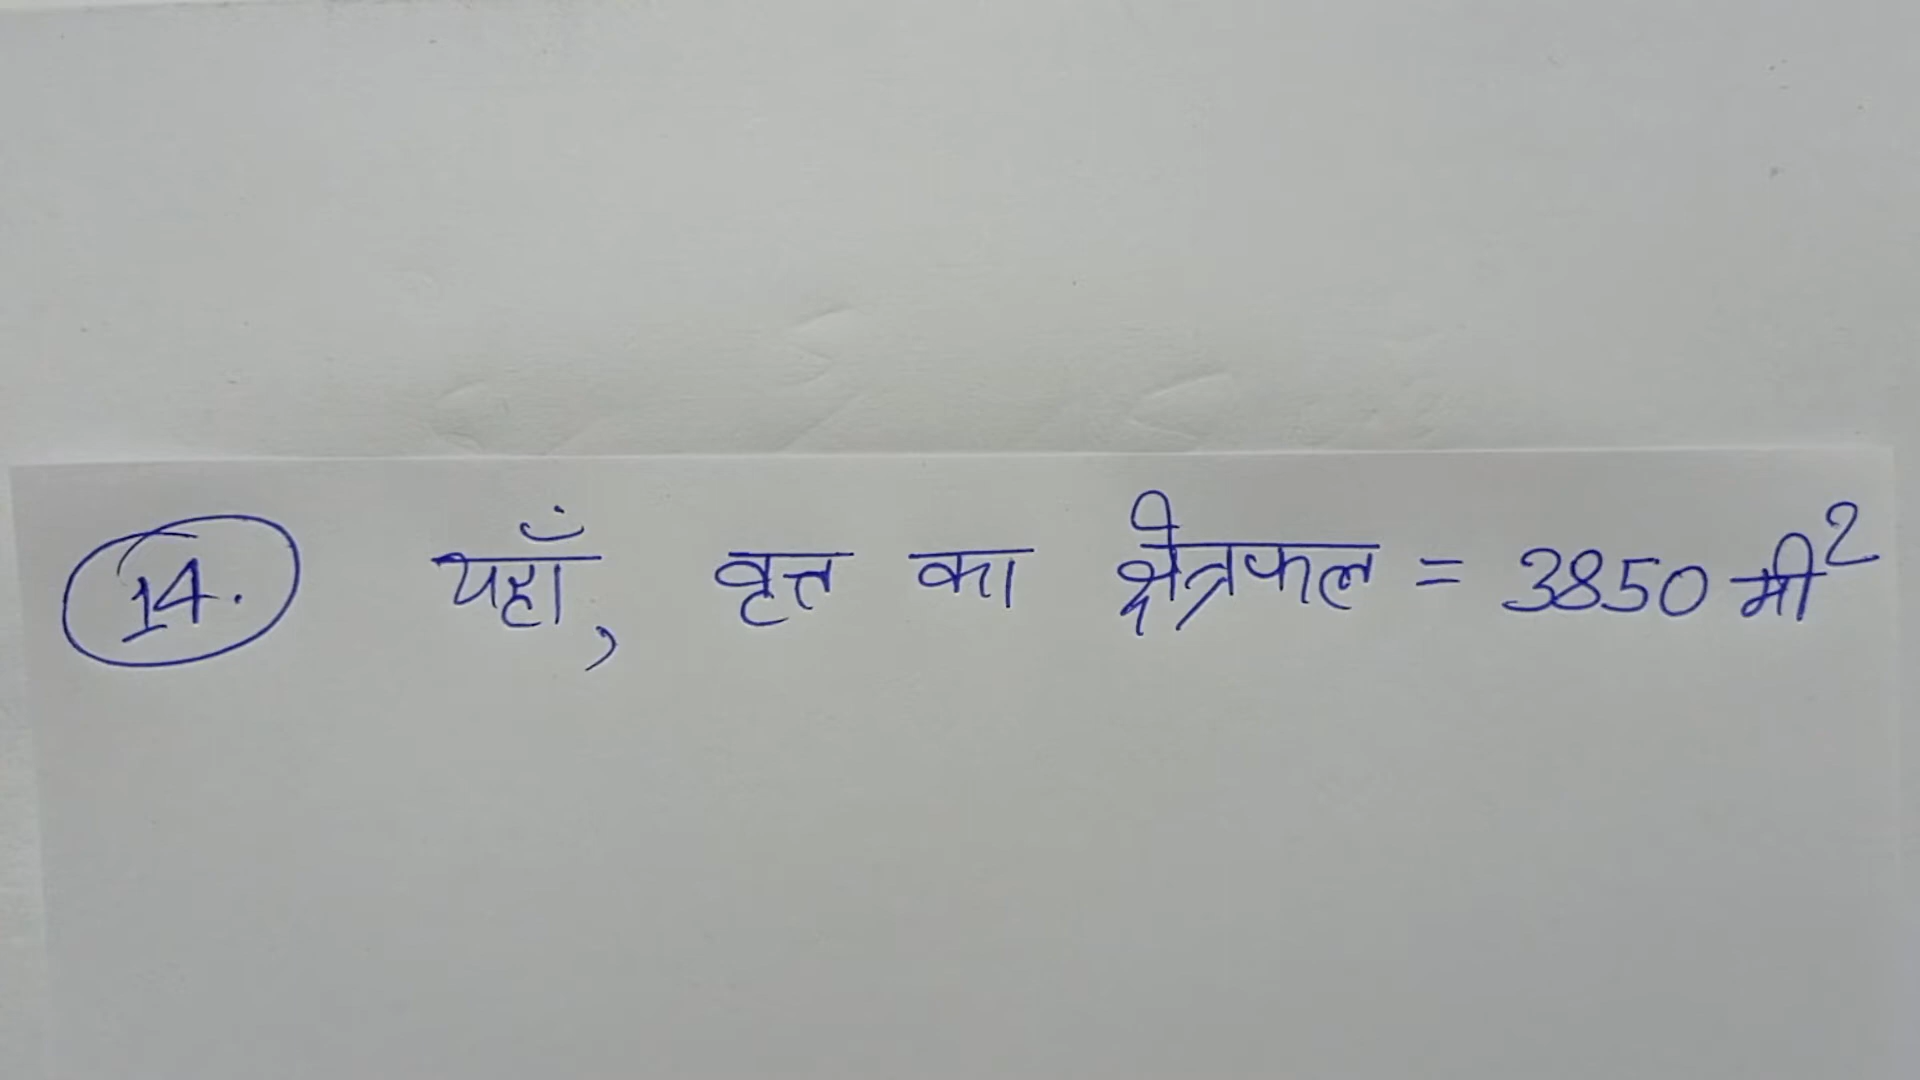 14. यहाँ, वृत्त का क्षेत्रफल = 3850 मी²